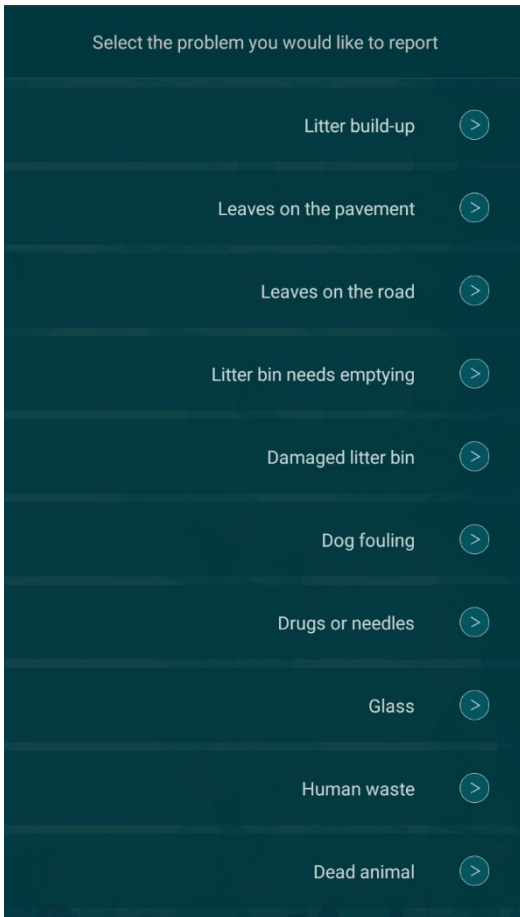 Select the problem you would like to report
Litter build-up >
Leaves on the pavement >
Leaves on the road >
Litter bin needs emptying >
Damaged litter bin >
Dog fouling >
Drugs or needles >
Glass >
Human waste >
Dead animal >